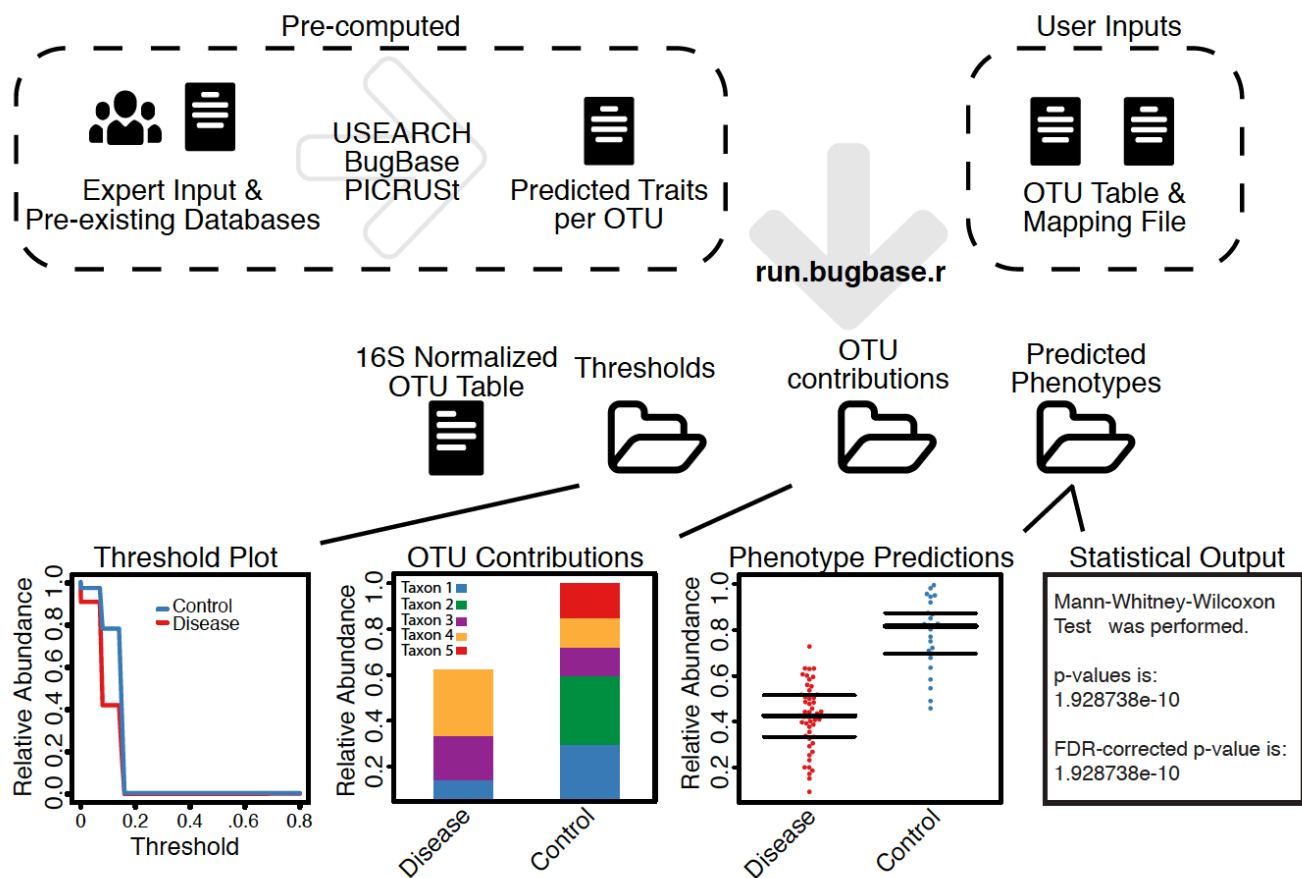 Pre-computed
User Inputs
USEARCH
BugBase
PICRUSt
Expert Input &
Pre-existing Databases
Predicted Traits
per OTU
OTU Table &
Mapping File
run.bugbase.r
16S Normalized
OTU Table
Thresholds
OTU
contributions
Predicted
Phenotypes
Threshold Plot
Relative Abundance
0.0 0.2 0.4 0.6 0.8 1.0
Control
Disease
0 0.2 0.4 .0.6 0.8
Threshold
OTU Contributions
Relative Abundance
0.2 0.4 0.6 0.8 1.0
Taxon 1
Taxon 2
Taxon 3
Taxon 4
Taxon 5
Disease
Control
Phenotype Predictions
Relative Abundance
0.2 0.4 0.6 0.8 1.0
Disease
Control
Statistical Output
Mann-Whitney-Wilcoxon
Test was performed.
p-values is:
1.928738e-10
FDR-corrected p-value is:
1.928738e-10